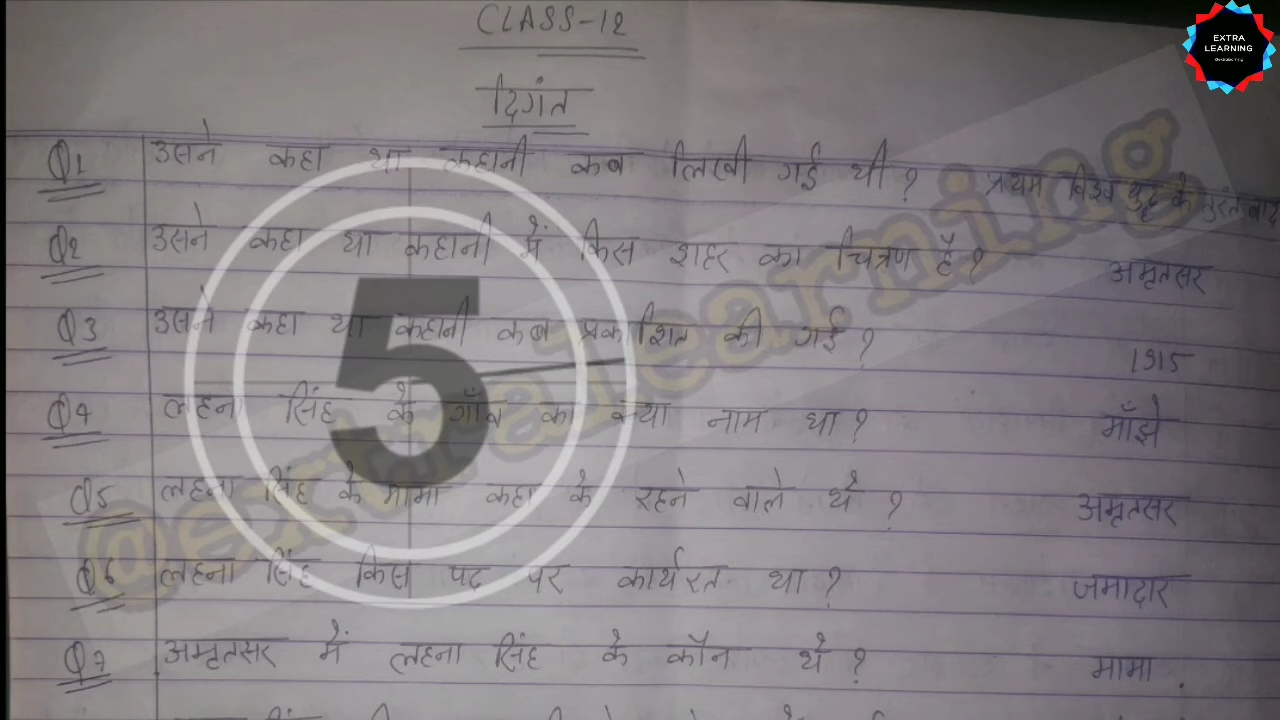 CLASS-12
दिगंत
Q1 उसने कहा था कहानी कब लिखी गई थी? प्रथम विश्व युद्ध के तुरंत बाद
Q2 उसने कहा था कहानी में किस शहर का चित्रण है? अमृतसर
Q3 उसने कहा था कहानी कब प्रकाशित की गई? 1915
Q4 लहना सिंह के गाँव का क्या नाम था? माँझे
Q5 लहना सिंह के मामा कहा के रहने वाले थे? अमृतसर
Q6 लहना सिंह किस पद पर कार्यरत था? जमादार
Q7 अमृतसर में लहना सिंह के कौन थे? मामा.
5
@extralearning
EXTRA
LEARNING
@extralearning